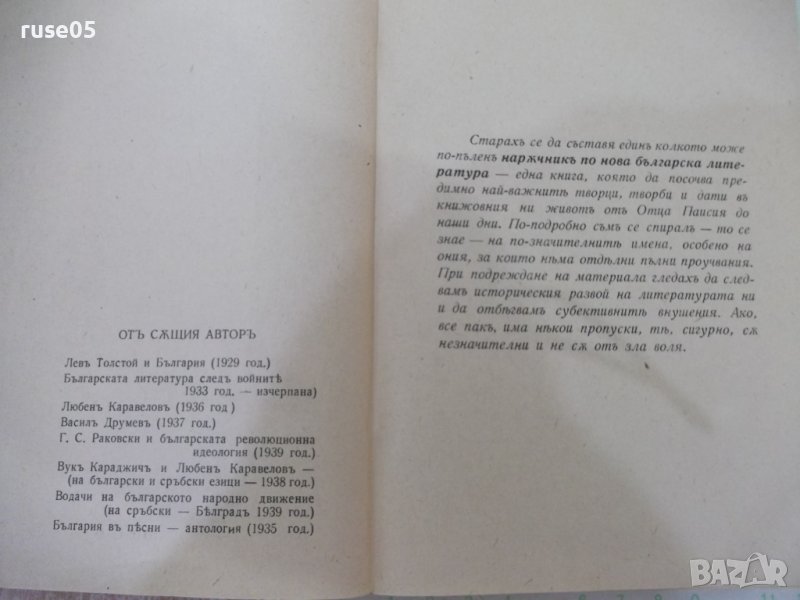 ruse05
ОТЪ СѪЩИЯ АВТОРЪ
Левъ Толстой и България (1929 год.)
Българската литература следъ войнитѣ
1933 год. — изчерпана)
Любенъ Каравеловъ (1936 год )
Василъ Друмевъ (1937 год.)
Г. С. Раковски и българската революционна
идеология (1939 год.)
Вукъ Караджичъ и Любенъ Каравеловъ —
(на български и сръбски езици — 1938 год.)
Водачи на българското народно движение
(на сръбски — Бѣлградъ 1939 год.)
България въ пѣсни — антология (1935 год.)
Старахъ се да съставя единъ колкото може
по-пъленъ нарѫчникъ по нова българска лите-
ратура — една книга, която да посочва пре-
димно най-важнитѣ творци, творби и дати въ
книжовния ни животъ отъ Отца Паисия до
наши дни. По-подробно съмъ се спиралъ — то се
знае — на по-значителнитѣ имена, особено на
ония, за които нѣма отдѣлни пълни проучвания.
При подреждане на материала гледахъ да след-
вамъ историческия развой на литературата ни
и да отбѣгвамъ субективнитѣ внушения. Ако,
все пакъ, има нѣкои пропуски, тѣ, сигурно, сѫ
незначителни и не сѫ отъ зла воля.
BAZAR
.bg